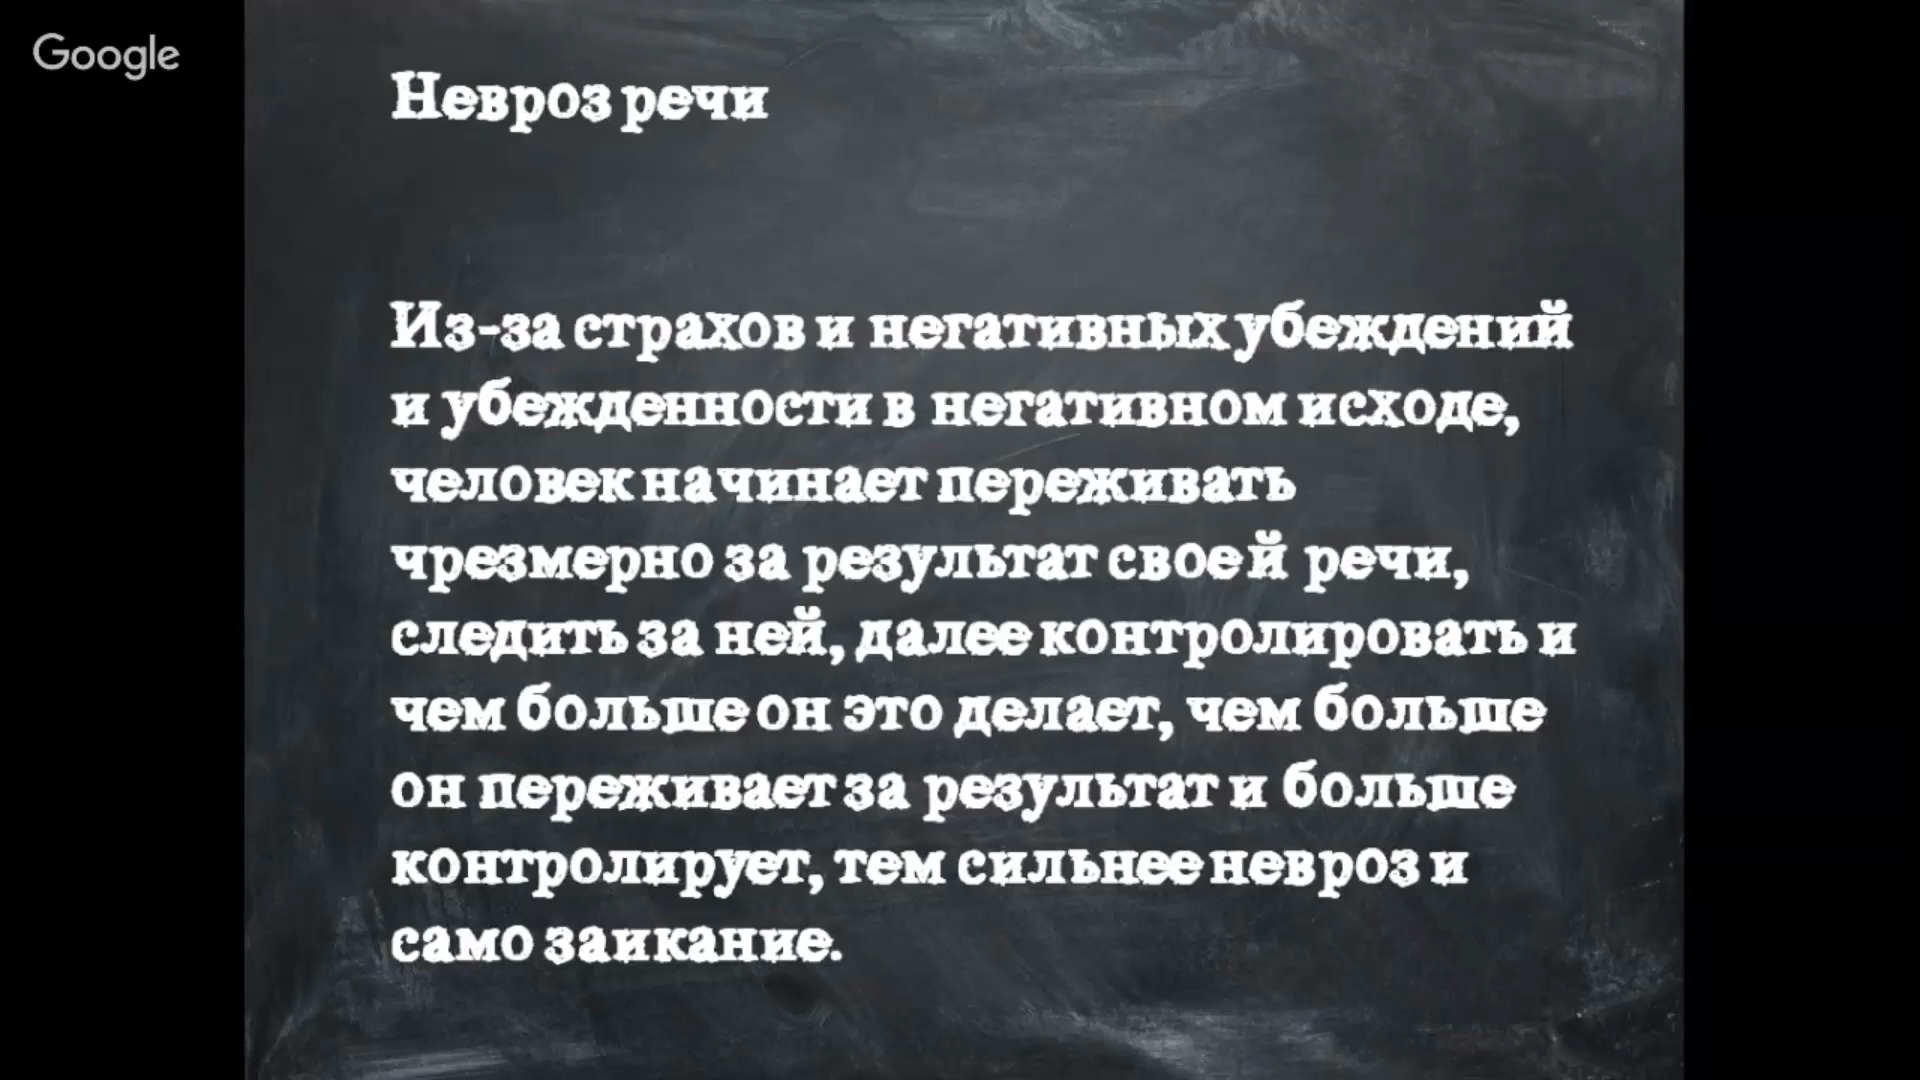 Google
Невроз речи
Из-за страхов и негативных убеждений
и убежденности в негативном исходе,
человек начинает переживать
чрезмерно за результат своей речи,
следить за ней, далее контролировать и
чем больше он это делает, чем больше
он переживает за результат и больше
контролирует, тем сильнее невроз и
само заикание.